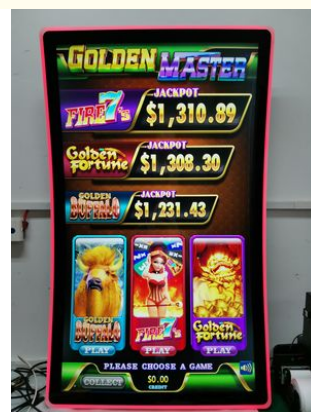 GOLDEN MASTER
JACKPOT
FIRE 7's $1,310.89
JACKPOT
Golden Fortune $1,308.30
GOLDEN BUFFALO JACKPOT
$1,231.43
GOLDEN BUFFALO
PLAY
FIRE 7's
PLAY
Golden Fortune
PLAY
PLEASE CHOOSE A GAME
COLLECT
$0.00
CREDIT